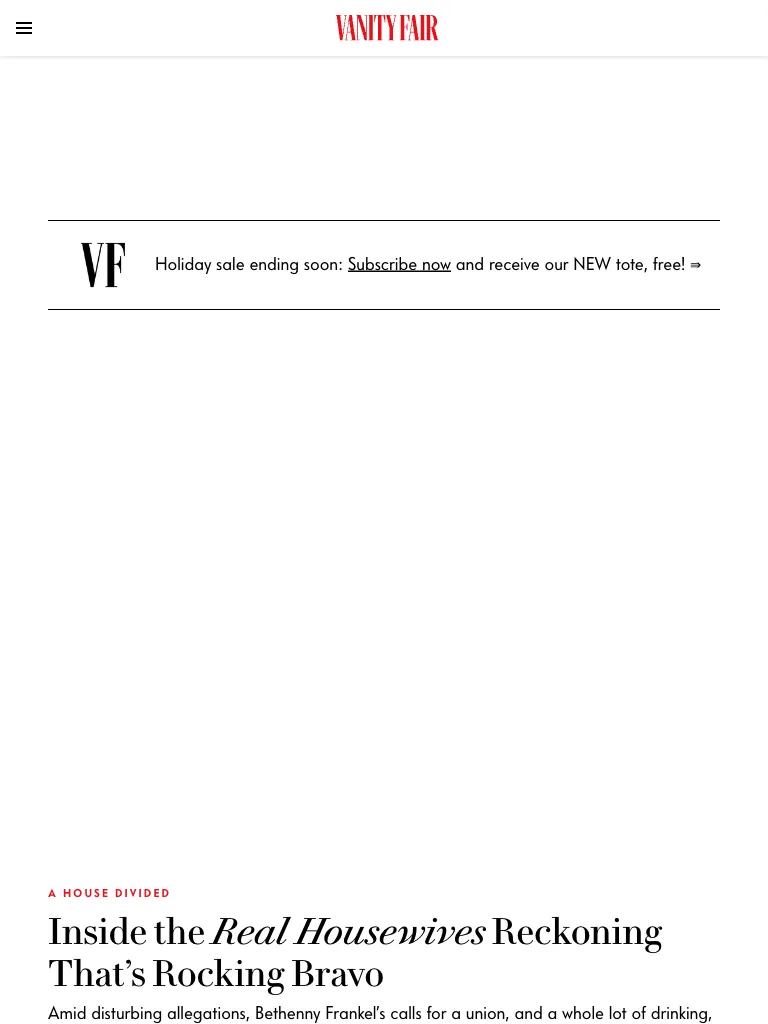 VANITY FAIR
VF
Holiday sale ending soon: Subscribe now and receive our NEW tote, free! ⇛
A HOUSE DIVIDED
Inside the Real Housewives Reckoning
That’s Rocking Bravo
Amid disturbing allegations, Bethenny Frankel’s calls for a union, and a whole lot of drinking,